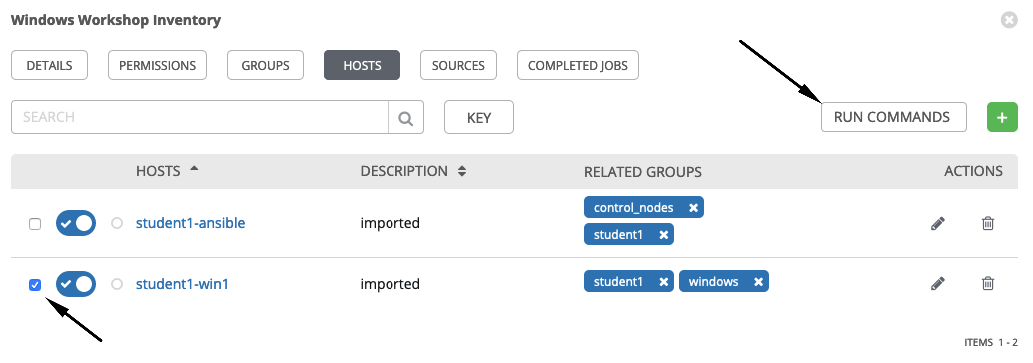 Windows Workshop Inventory
DETAILS PERMISSIONS GROUPS HOSTS SOURCES COMPLETED JOBS
SEARCH KEY RUN COMMANDS +
HOSTS DESCRIPTION RELATED GROUPS ACTIONS
student1-ansible imported control_nodes
student1
student1-win1 imported student1 windows
ITEMS 1 - 2